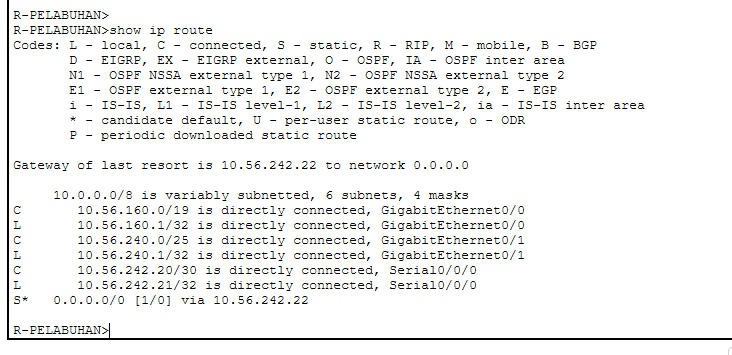 R-PELABUHAN>
R-PELABUHAN>show ip route
Codes: L - local, C - connected, S - static, R - RIP, M - mobile, B - BGP
       D - EIGRP, EX - EIGRP external, O - OSPF, IA - OSPF inter area
       N1 - OSPF NSSA external type 1, N2 - OSPF NSSA external type 2
       E1 - OSPF external type 1, E2 - OSPF external type 2, E - EGP
       i - IS-IS, L1 - IS-IS level-1, L2 - IS-IS level-2, ia - IS-IS inter area
       * - candidate default, U - per-user static route, o - ODR
       P - periodic downloaded static route

Gateway of last resort is 10.56.242.22 to network 0.0.0.0

     10.0.0.0/8 is variably subnetted, 6 subnets, 4 masks
C       10.56.160.0/19 is directly connected, GigabitEthernet0/0
L       10.56.160.1/32 is directly connected, GigabitEthernet0/0
C       10.56.240.0/25 is directly connected, GigabitEthernet0/1
L       10.56.240.1/32 is directly connected, GigabitEthernet0/1
C       10.56.242.20/30 is directly connected, Serial0/0/0
L       10.56.242.21/32 is directly connected, Serial0/0/0
S*   0.0.0.0/0 [1/0] via 10.56.242.22

R-PELABUHAN>